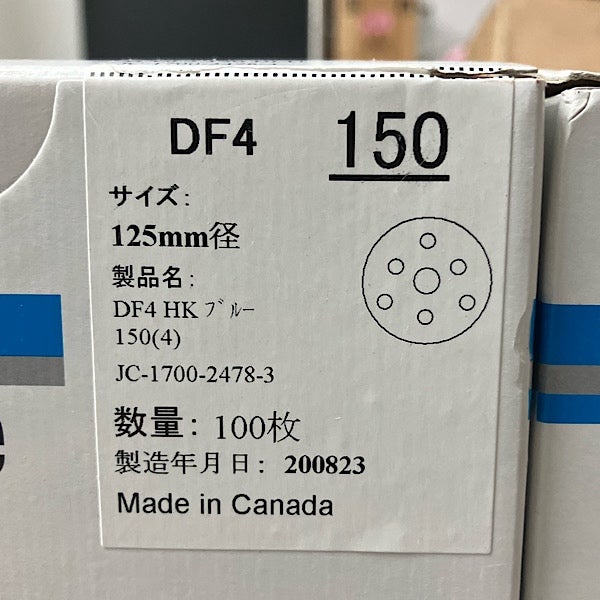 DF4 150
サイズ:
125mm径
製品名:
DF4 HK ﾌﾞﾙｰ
150(4)
JC-1700-2478-3
数量: 100枚
製造年月日: 200823
Made in Canada